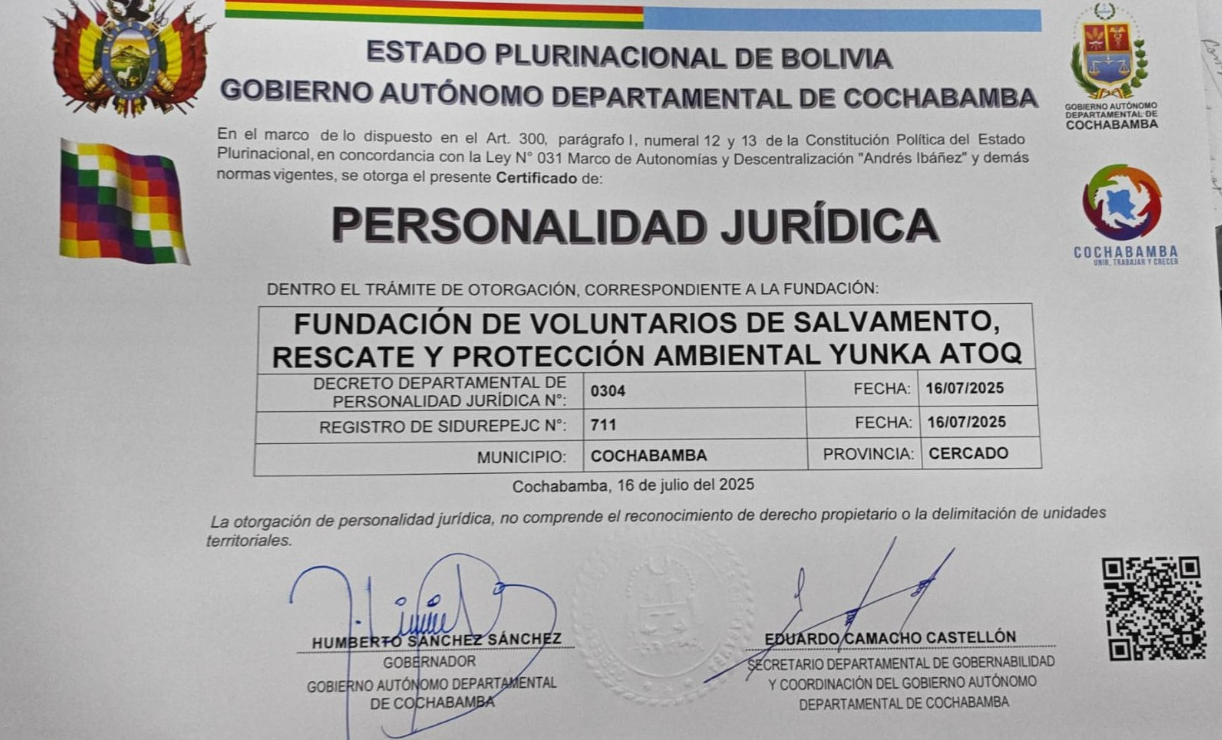 ESTADO PLURINACIONAL DE BOLIVIA
GOBIERNO AUTÓNOMO DEPARTAMENTAL DE COCHABAMBA
GOBIERNO AUTÓNOMO
DEPARTAMENTAL DE
COCHABAMBA
En el marco de lo dispuesto en el Art. 300, parágrafo I, numeral 12 y 13 de la Constitución Política del Estado
Plurinacional, en concordancia con la Ley N° 031 Marco de Autonomías y Descentralización "Andrés Ibáñez" y demás
normas vigentes, se otorga el presente Certificado de:
PERSONALIDAD JURÍDICA
COCHABAMBA
UNIR, TRABAJAR Y CRECER
DENTRO EL TRÁMITE DE OTORGACIÓN, CORRESPONDIENTE A LA FUNDACIÓN:
FUNDACIÓN DE VOLUNTARIOS DE SALVAMENTO,
RESCATE Y PROTECCIÓN AMBIENTAL YUNKA ATOQ
DECRETO DEPARTAMENTAL DE
PERSONALIDAD JURÍDICA N°: 0304 FECHA: 16/07/2025
REGISTRO DE SIDUREPEJC N°: 711 FECHA: 16/07/2025
MUNICIPIO: COCHABAMBA PROVINCIA: CERCADO
Cochabamba, 16 de julio del 2025
La otorgación de personalidad jurídica, no comprende el reconocimiento de derecho propietario o la delimitación de unidades
territoriales.
HUMBERTO SÁNCHEZ SÁNCHEZ
GOBERNADOR
GOBIERNO AUTÓNOMO DEPARTAMENTAL
DE COCHABAMBA
EDUARDO CAMACHO CASTELLÓN
SECRETARIO DEPARTAMENTAL DE GOBERNABILIDAD
Y COORDINACIÓN DEL GOBIERNO AUTÓNOMO
DEPARTAMENTAL DE COCHABAMBA